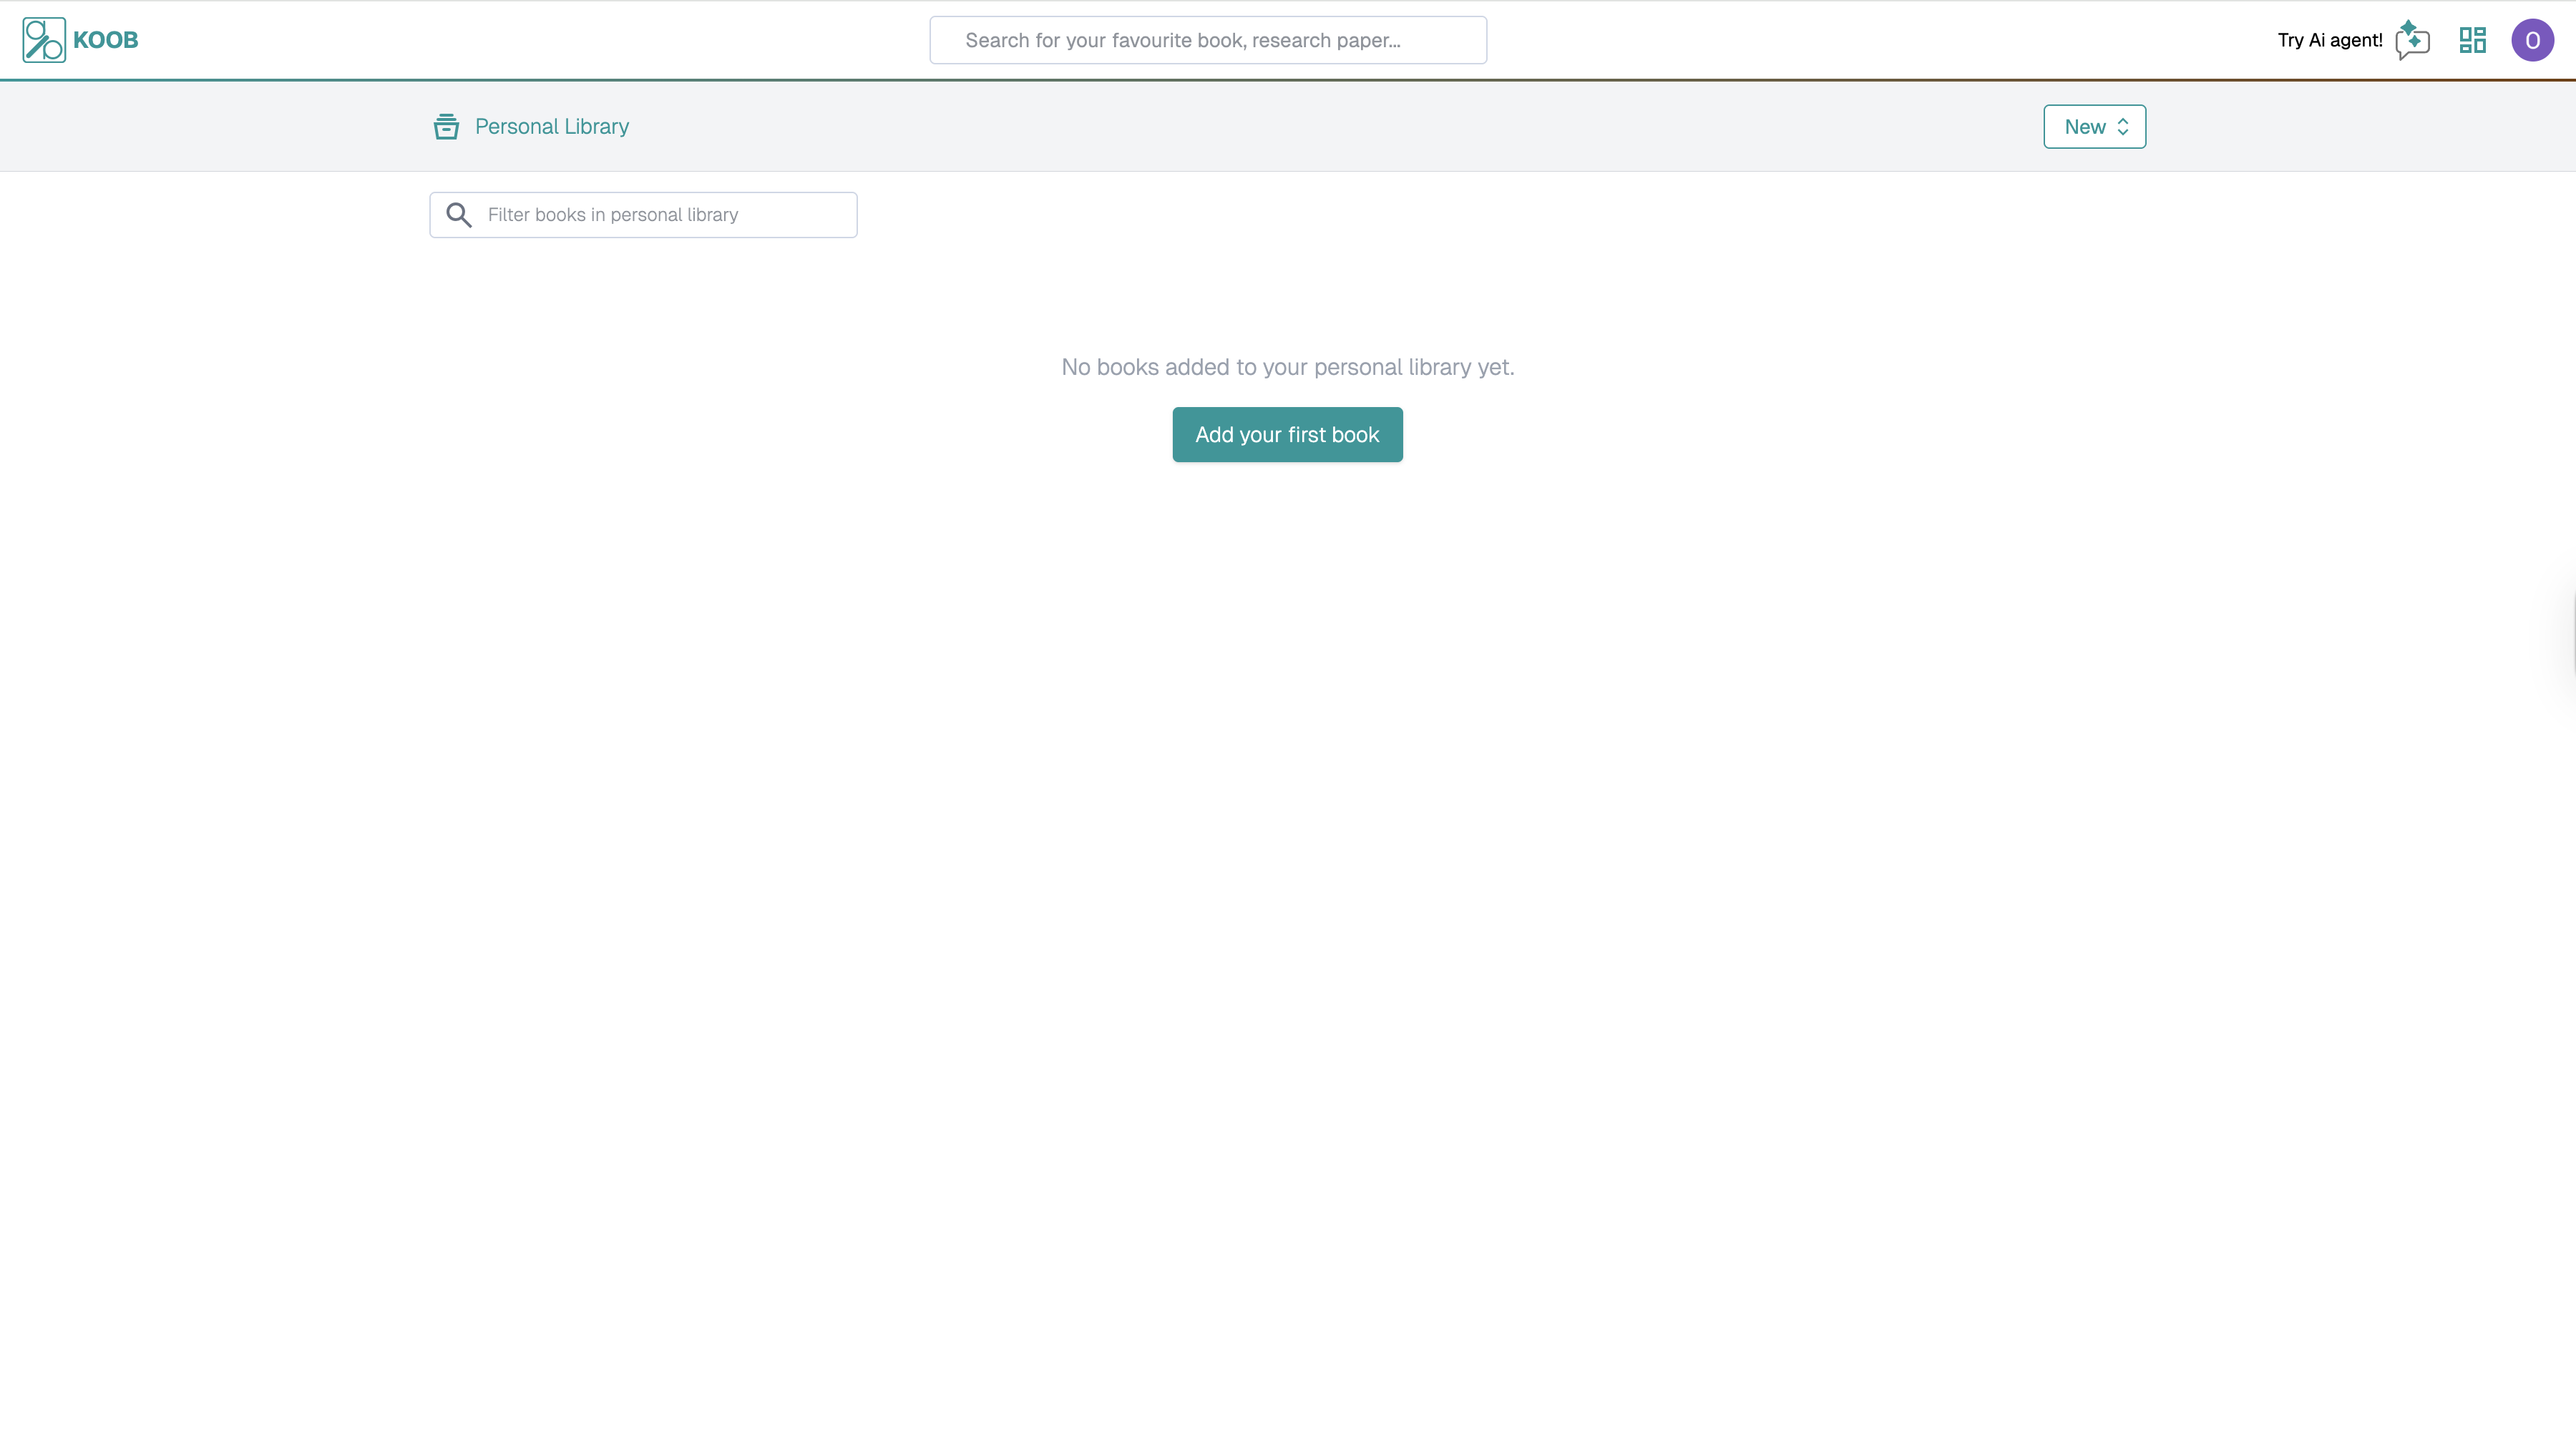 KOOB
Search for your favourite book, research paper...
Try Ai agent!
O
Personal Library
New
Filter books in personal library
No books added to your personal library yet.
Add your first book